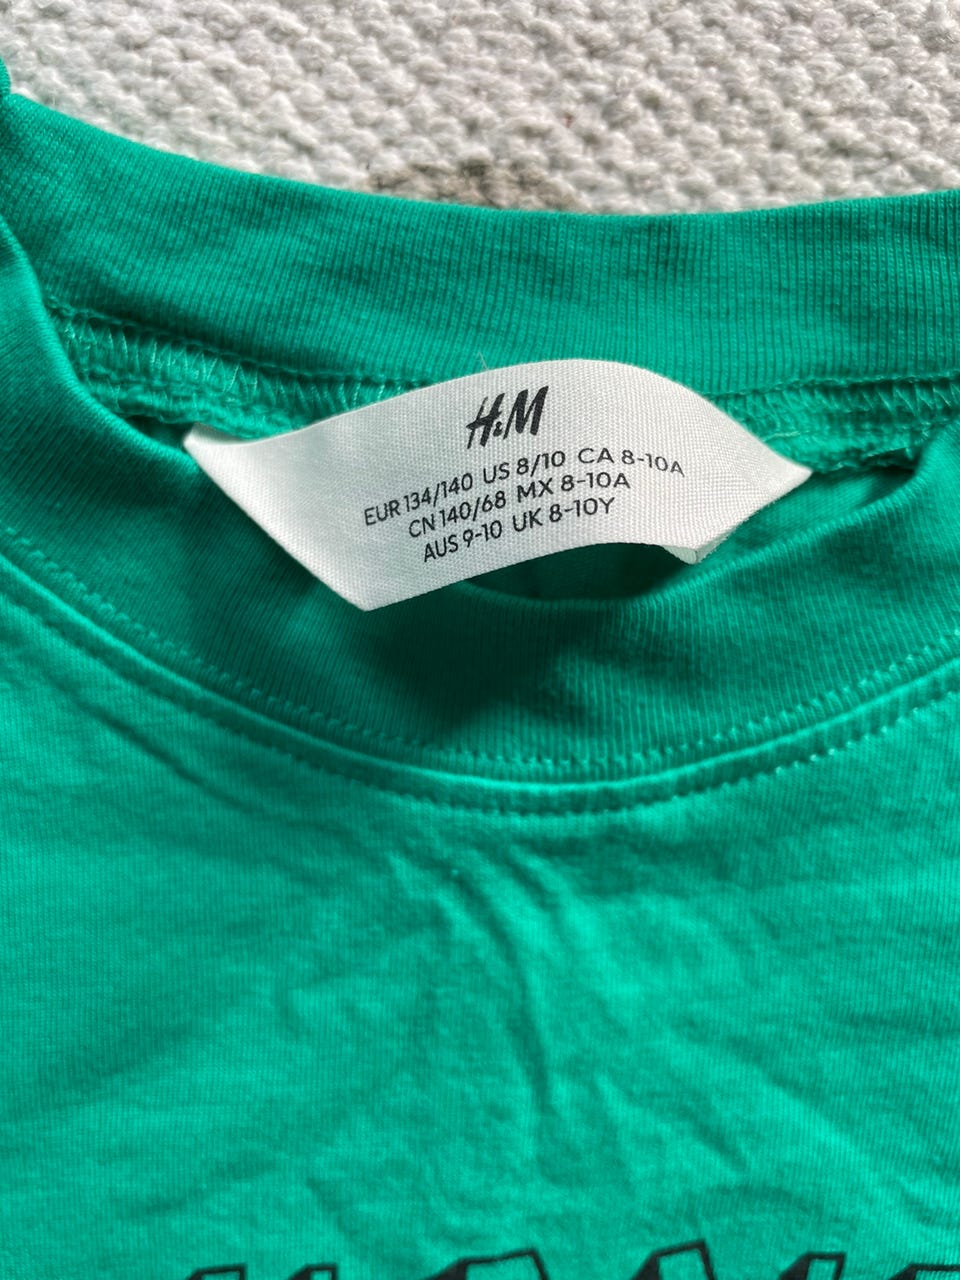 H&M
EUR 134/140 US 8/10 CA 8-10A
CN 140/68 MX 8-10A
AUS 9-10 UK 8-10Y